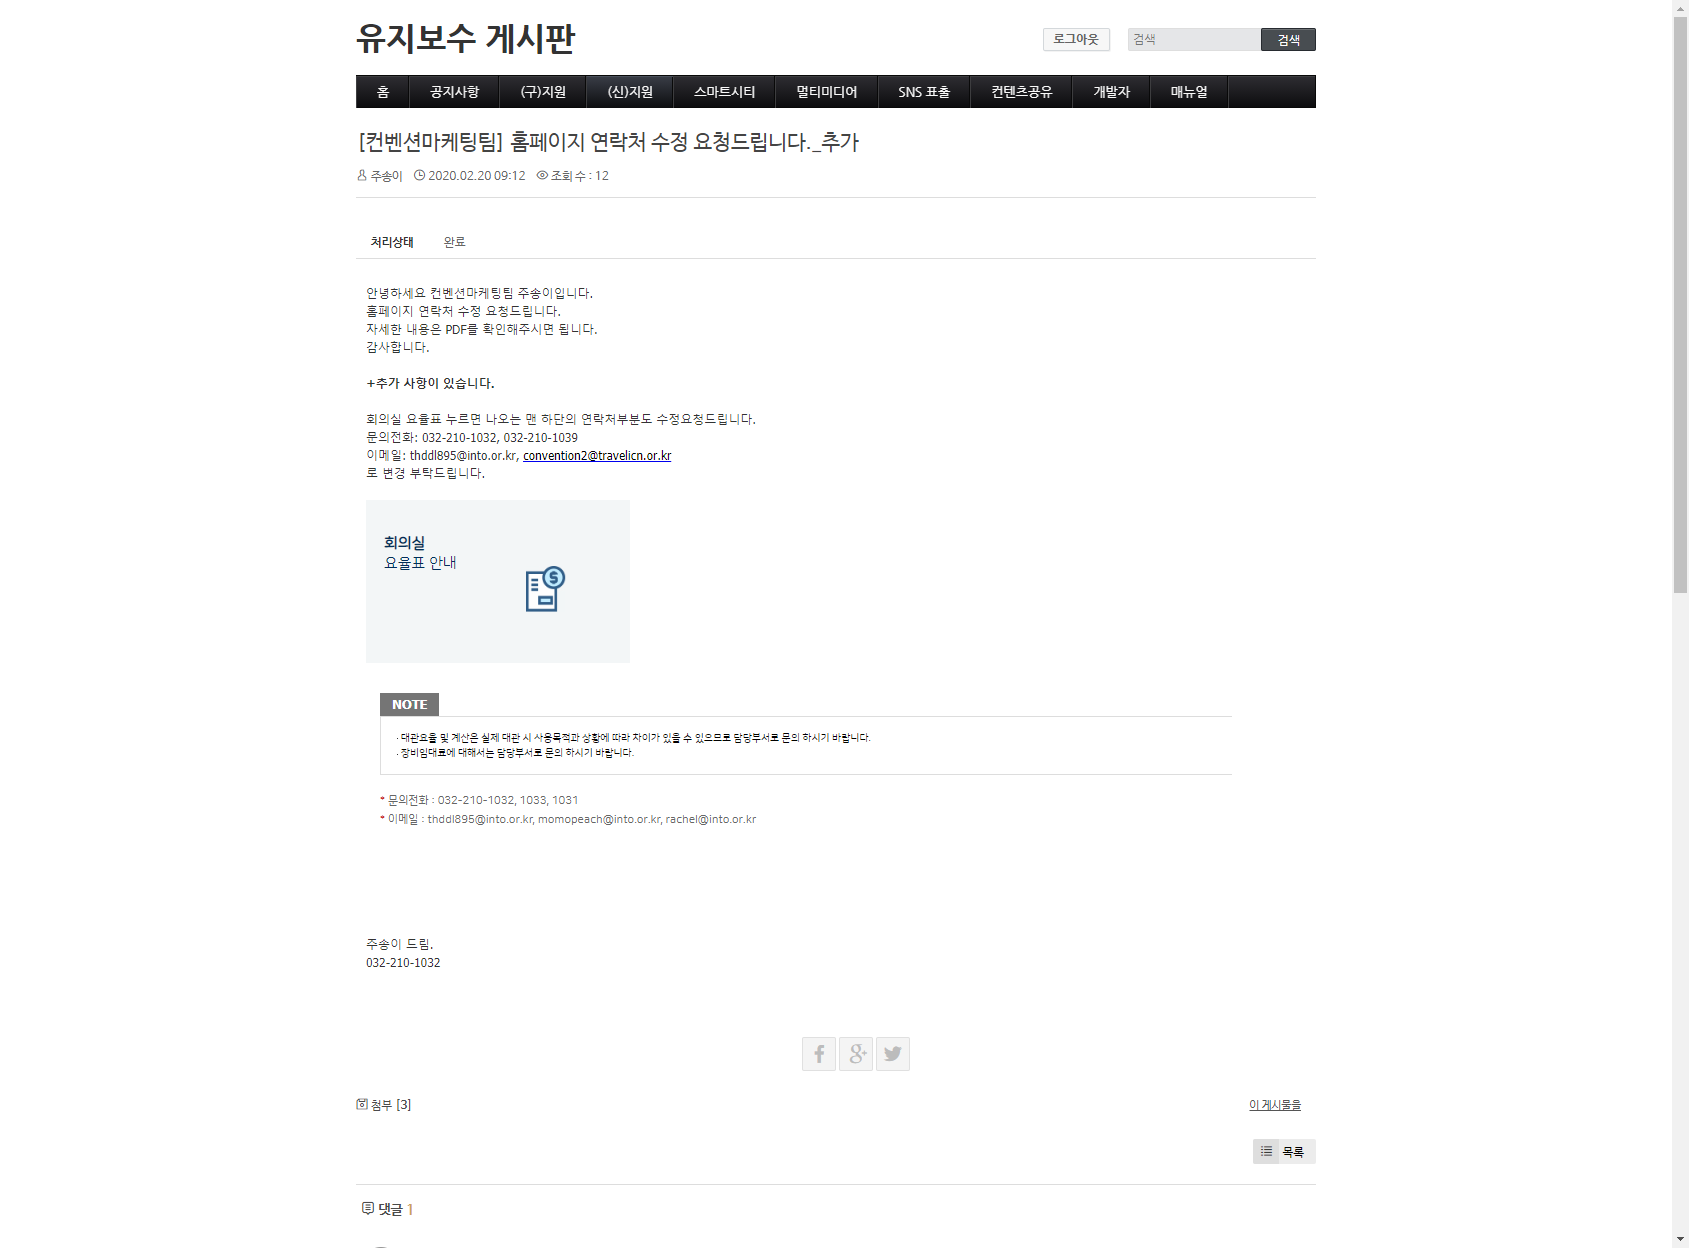 유지보수 게시판
로그아웃
검색
검색
홈 공지사항 (구)지원 (신)지원 스마트시티 멀티미디어 SNS 표출 컨텐츠공유 개발자 매뉴얼
[컨벤션마케팅팀] 홈페이지 연락처 수정 요청드립니다._추가
주송이 2020.02.20 09:12 조회 수 : 12
처리상태 완료
안녕하세요 컨벤션마케팅팀 주송이입니다.
홈페이지 연락처 수정 요청드립니다.
자세한 내용은 PDF를 확인해주시면 됩니다.
감사합니다.
+추가 사항이 있습니다.
회의실 요율표 누르면 나오는 맨 하단의 연락처부분도 수정요청드립니다.
문의전화: 032-210-1032, 032-210-1039
이메일: thddl895@into.or.kr, convention2@travelicn.or.kr
로 변경 부탁드립니다.
회의실
요율표 안내
NOTE
· 대관요율 및 계산은 실제 대관 시 사용목적과 상황에 따라 차이가 있을 수 있으므로 담당부서로 문의 하시기 바랍니다.
· 장비임대료에 대해서는 담당부서로 문의 하시기 바랍니다.
* 문의전화 : 032-210-1032, 1033, 1031
* 이메일 : thddl895@into.or.kr, momopeach@into.or.kr, rachel@into.or.kr
주송이 드림.
032-210-1032
첨부 [3]
이 게시물을
목록
댓글 1